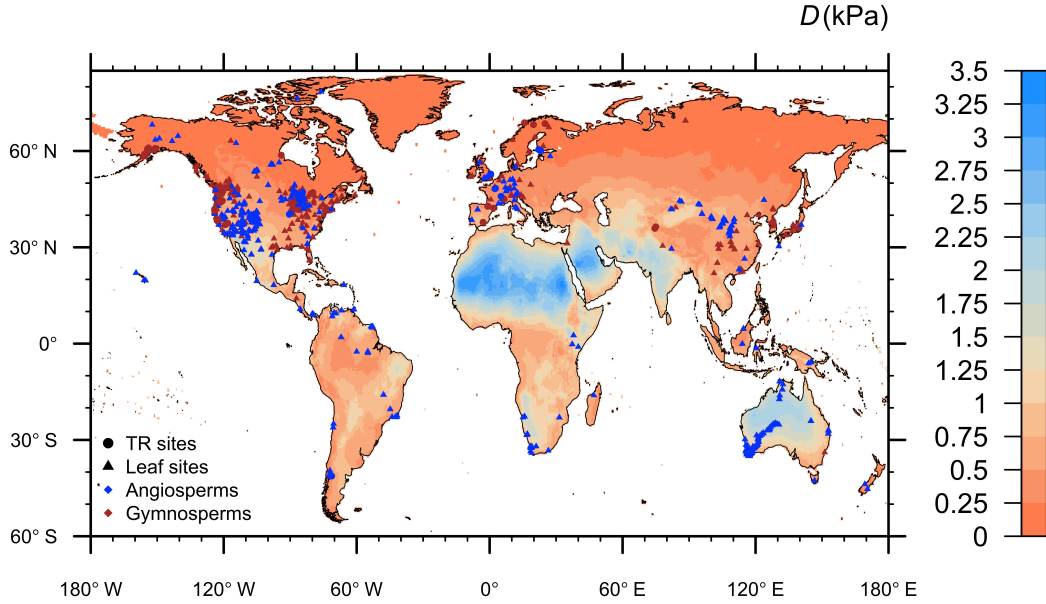 D (kPa)
3.5
3.25
3
2.75
2.5
2.25
2
1.75
1.5
1.25
1
0.75
0.5
0.25
0
60° N
30° N
0°
30° S
60° S
TR sites
Leaf sites
Angiosperms
Gymnosperms
180° W 120° W 60° W 0° 60° E 120° E 180° E